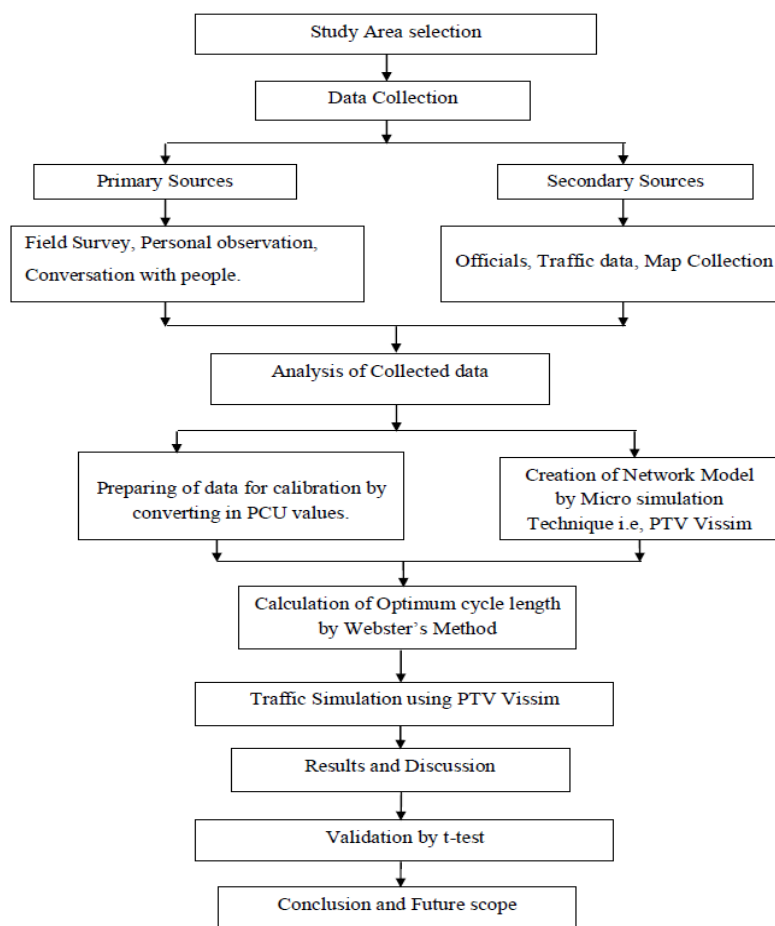 Study Area selection
Data Collection
Primary Sources
Secondary Sources
Field Survey, Personal observation,
Conversation with people.
Officials, Traffic data, Map Collection
Analysis of Collected data
Preparing of data for calibration by
converting in PCU values.
Creation of Network Model
by Micro simulation
Technique i.e, PTV Vissim
Calculation of Optimum cycle length
by Webster's Method
Traffic Simulation using PTV Vissim
Results and Discussion
Validation by t-test
Conclusion and Future scope